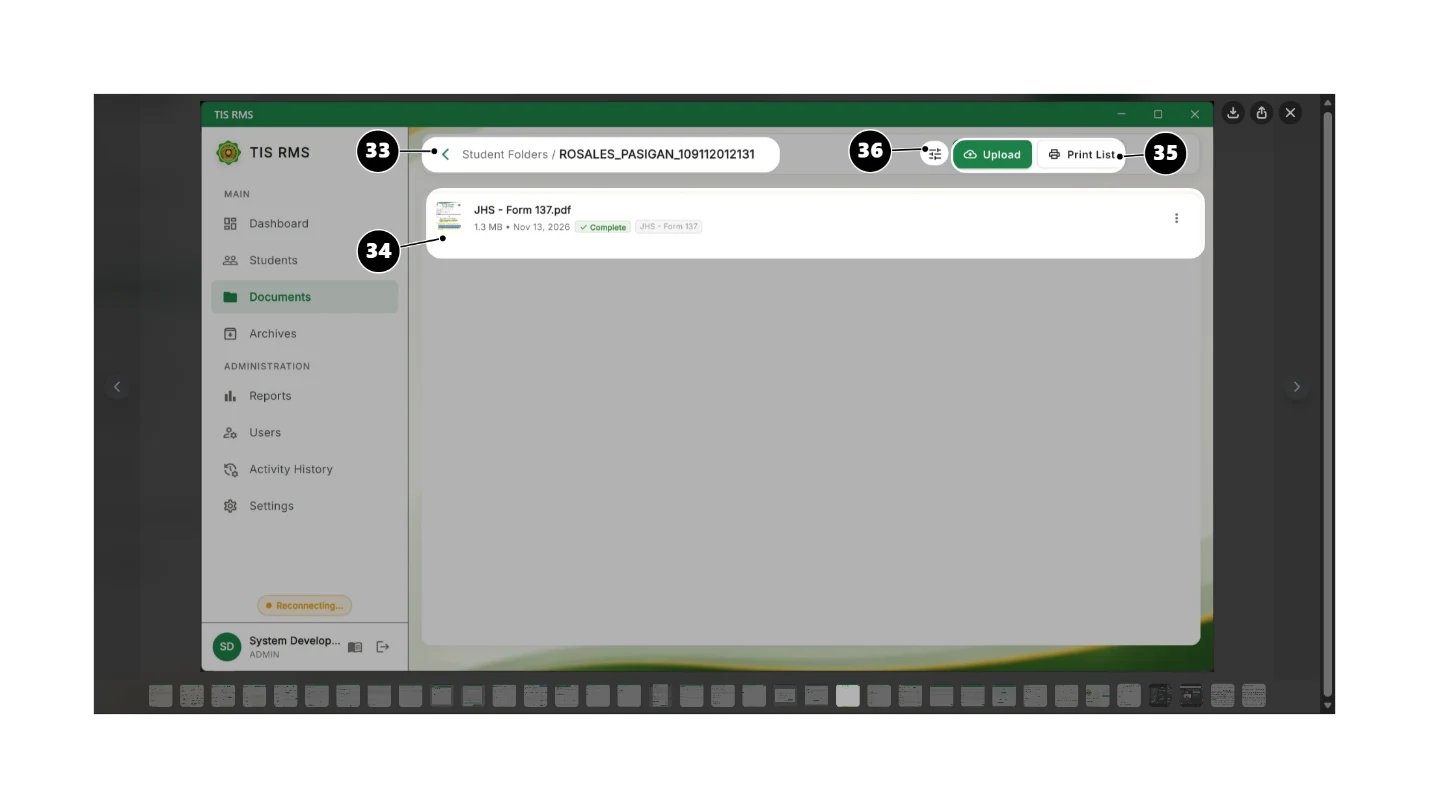 TIS RMS
TIS RMS
33
Student Folders / ROSALES_PASIGAN_109112012131
36
Upload
Print List
35
MAIN
Dashboard
Students
Documents
Archives
ADMINISTRATION
Reports
Users
Activity History
Settings
34
JHS - Form 137.pdf
1.3 MB • Nov 13, 2026
Complete
JHS - Form 137
Reconnecting...
SD
System Develop...
ADMIN